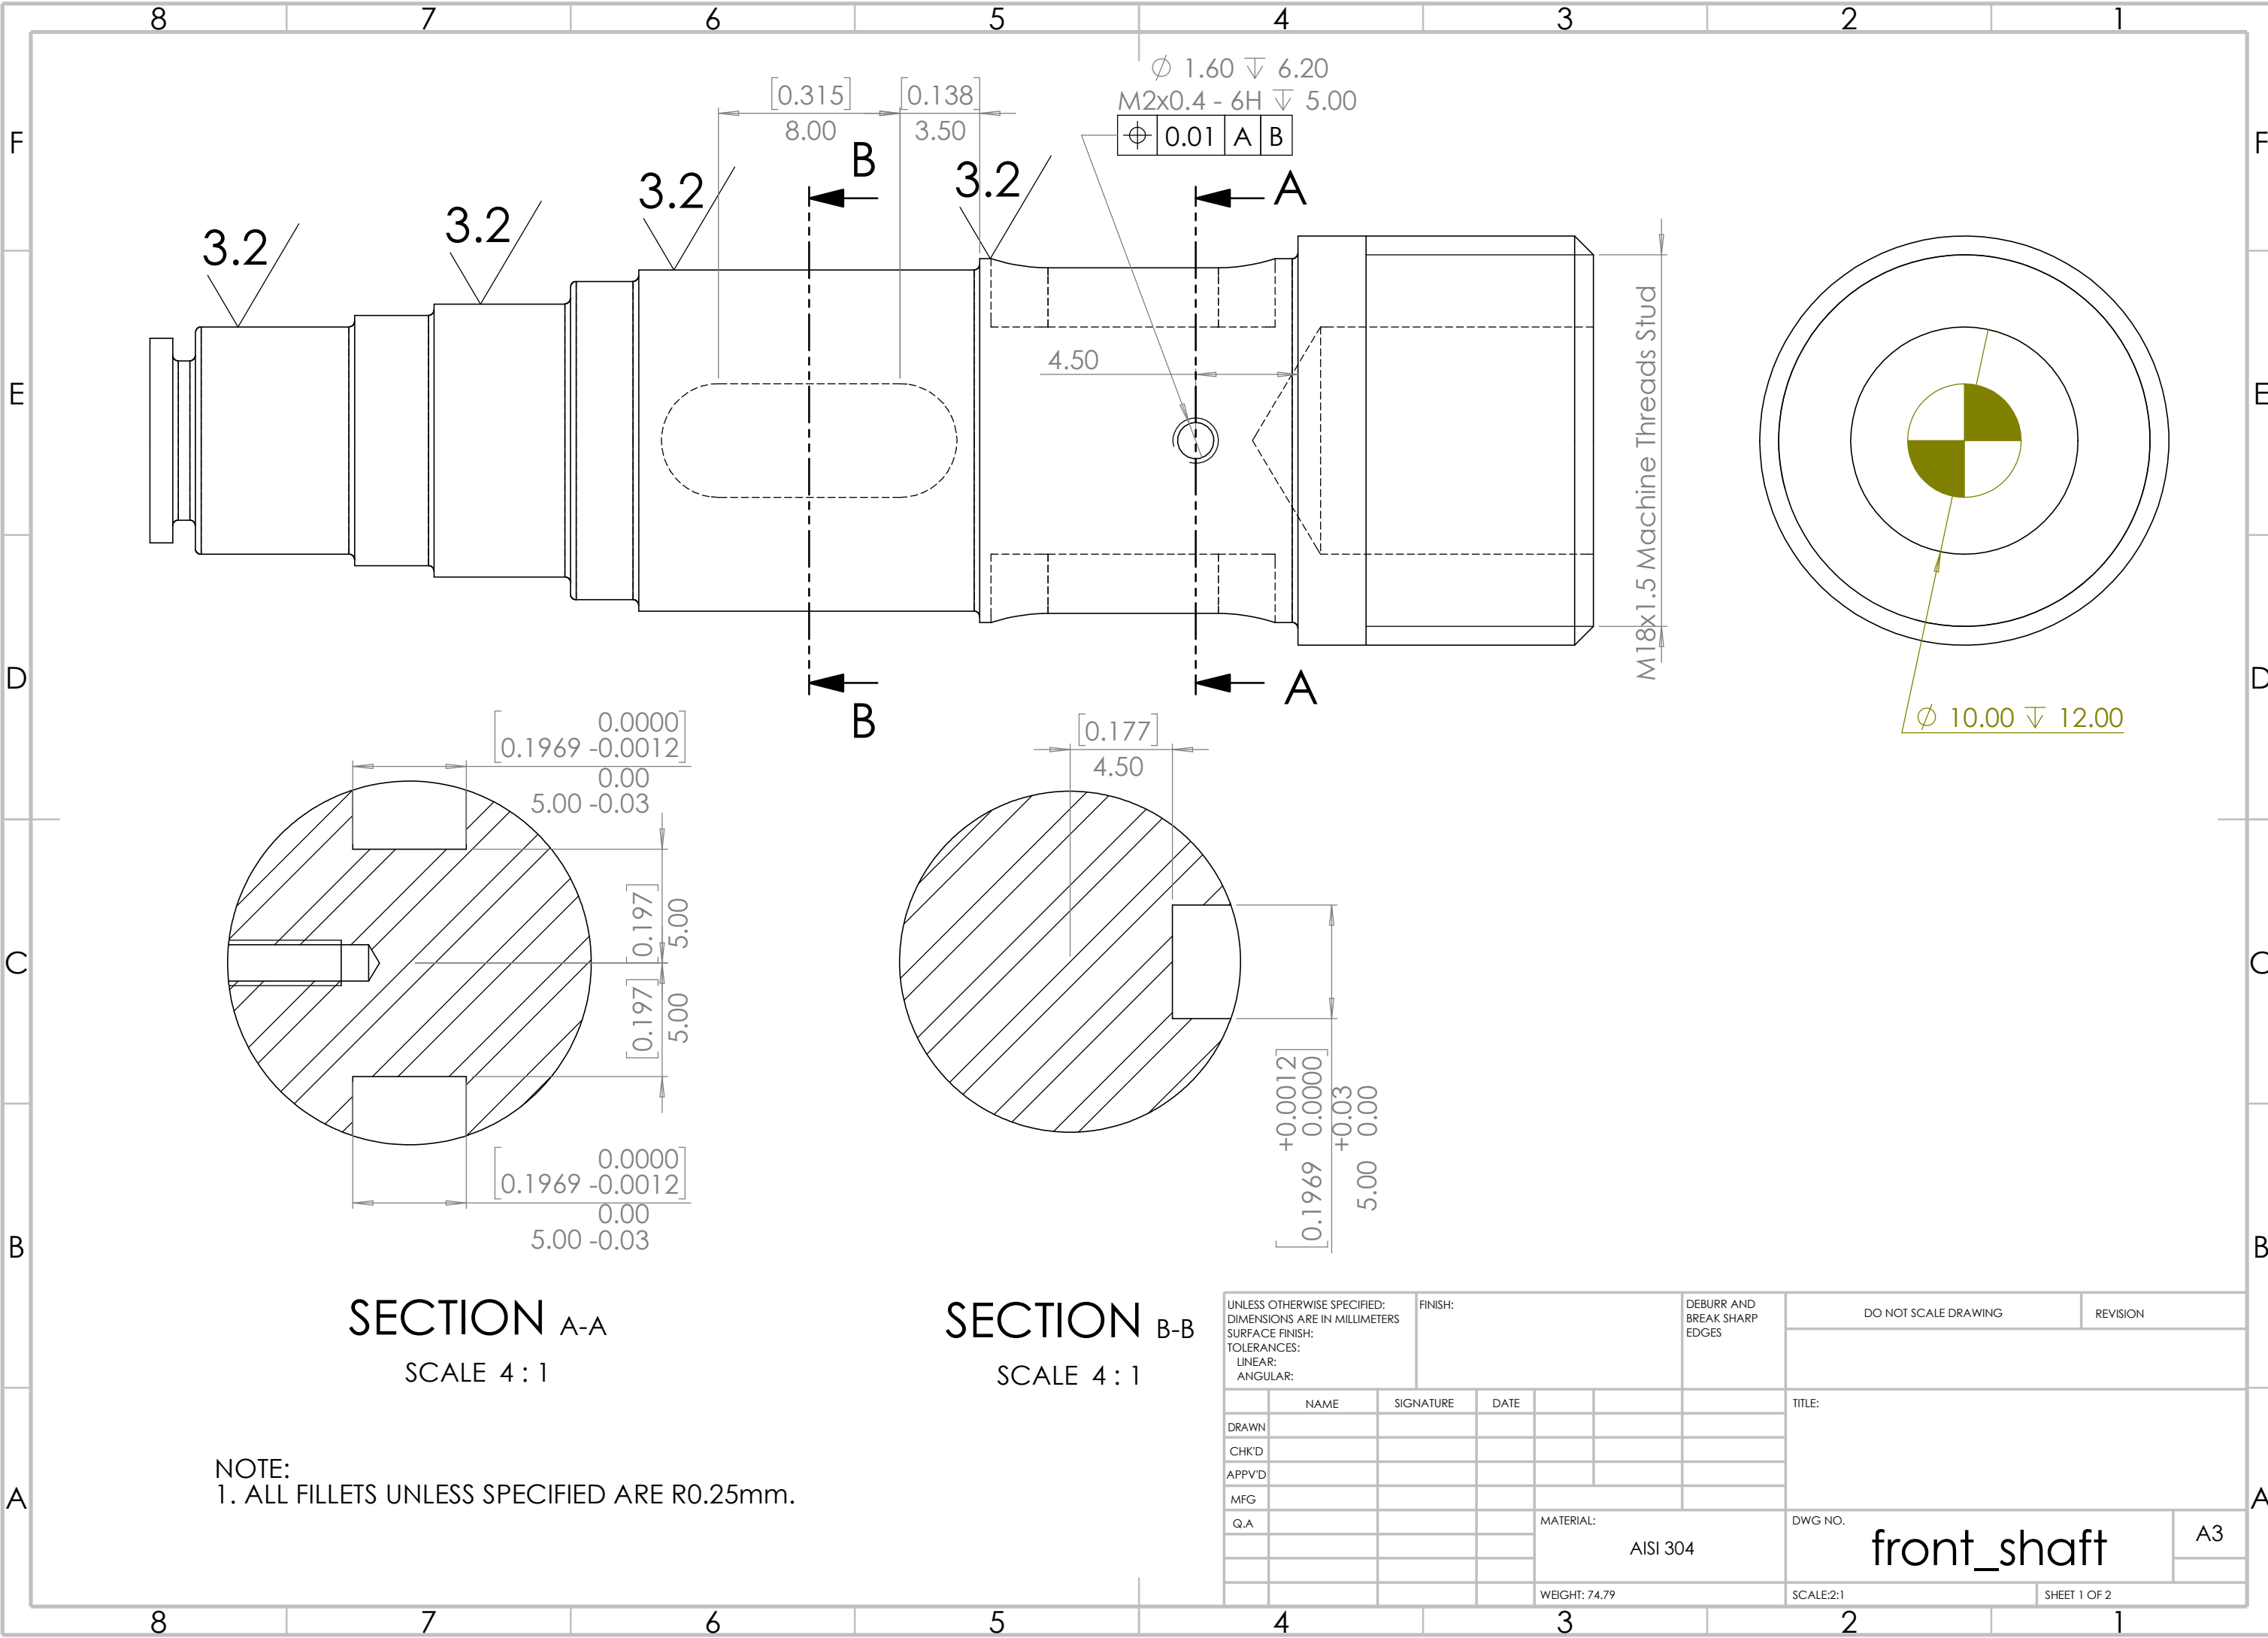 8 7 6 5 4 3 2 1
F F
E E
D D
C C
B B
A A
⌀ 1.60 ↧ 6.20
M2x0.4 - 6H ↧ 5.00
⌖ 0.01 A B
[0.315]
8.00
[0.138]
3.50
B
A
3.2
3.2
3.2
3.2
4.50
M18x1.5 Machine Threads Stud
B
A
⌀ 10.00 ↧ 12.00
0.0000
[0.1969 -0.0012]
0.00
5.00 -0.03
[0.197]
5.00
[0.197]
5.00
0.0000
[0.1969 -0.0012]
0.00
5.00 -0.03
[0.177]
4.50
+0.0012
[0.1969 0.0000]
+0.03
5.00 0.00
SECTION A-A
SCALE 4 : 1
SECTION B-B
SCALE 4 : 1
NOTE:
1. ALL FILLETS UNLESS SPECIFIED ARE R0.25mm.
UNLESS OTHERWISE SPECIFIED:
DIMENSIONS ARE IN MILLIMETERS
SURFACE FINISH:
TOLERANCES:
LINEAR:
ANGULAR:
FINISH:
DEBURR AND
BREAK SHARP
EDGES
DO NOT SCALE DRAWING
REVISION
NAME SIGNATURE DATE
DRAWN
CHK'D
APPV'D
MFG
Q.A
TITLE:
MATERIAL:
AISI 304
DWG NO.
front_shaft
A3
WEIGHT: 74.79
SCALE:2:1
SHEET 1 OF 2
8 7 6 5 4 3 2 1